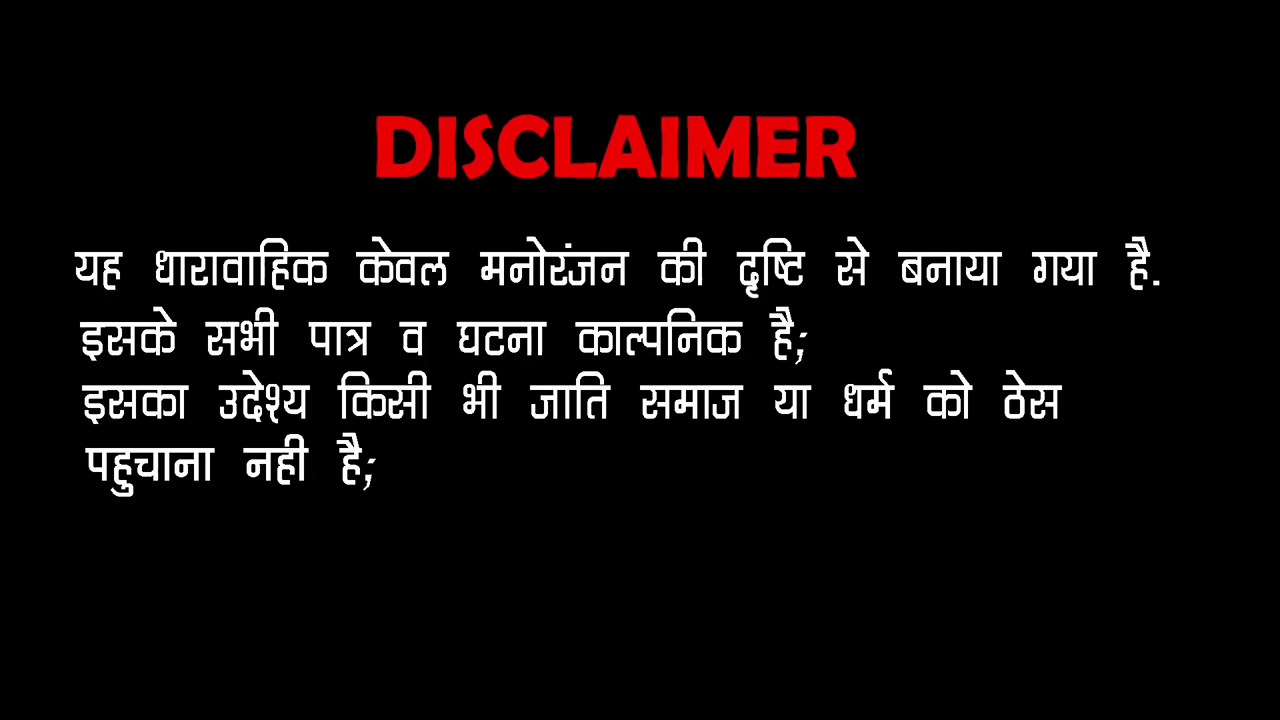 DISCLAIMER
यह धारावाहिक केवल मनोरंजन की दृष्टि से बनाया गया है.
इसके सभी पात्र व घटना काल्पनिक है;
इसका उदेश्य किसी भी जाति समाज या धर्म को ठेस
पहुचाना नही है;